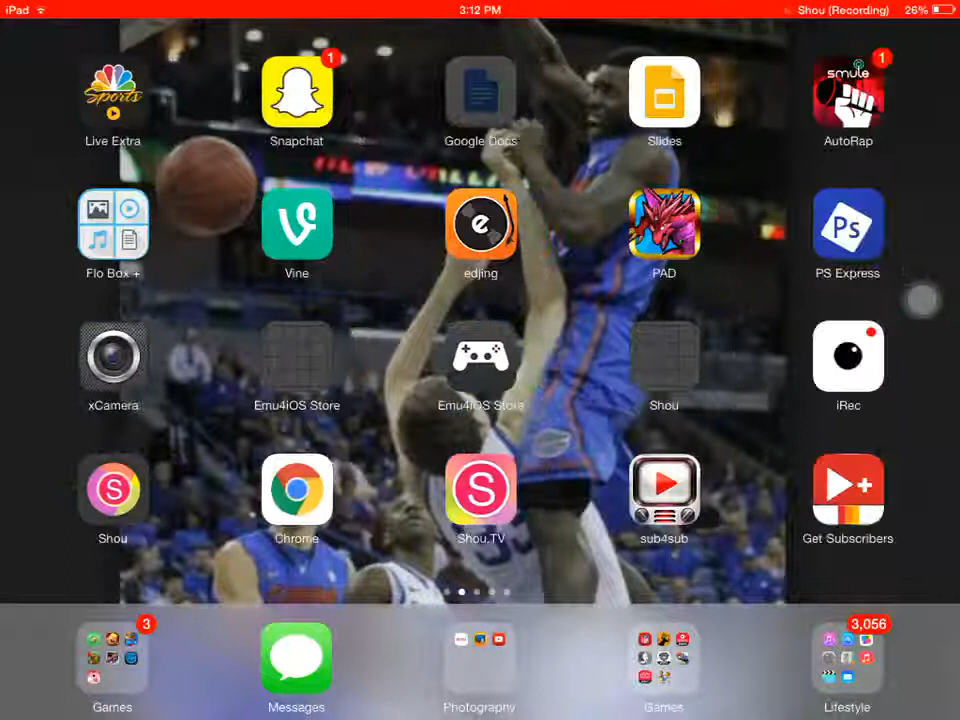 iPad 3:12 PM Shou (Recording) 26%
1 1
Sports smule
Live Extra Snapchat Google Docs Slides AutoRap
e Ps
Flo Box + Vine edjing PAD PS Express
xCamera Emu4iOS Store Emu4iOS Store Shou iRec
S S
Shou Chrome Shou.TV sub4sub Get Subscribers
3 3,056
Games Messages Photography Games Lifestyle